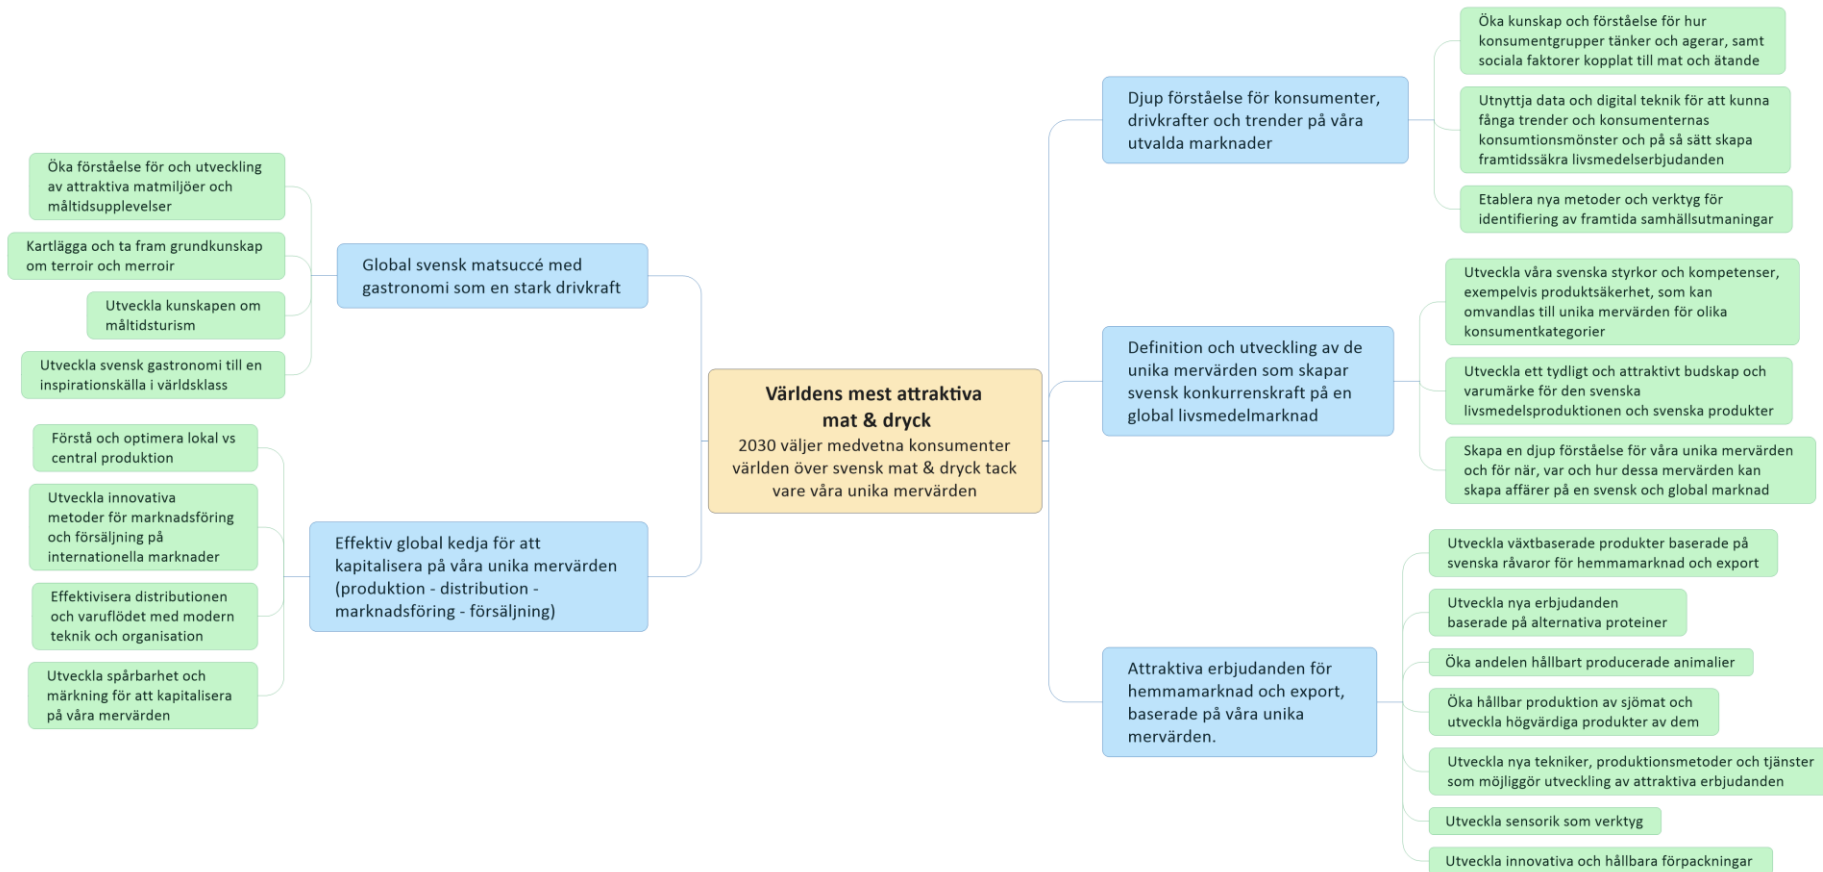 Världens mest attraktiva
mat & dryck
2030 väljer medvetna konsumenter
världen över svensk mat & dryck tack
vare våra unika mervärden
Djup förståelse för konsumenter,
drivkrafter och trender på våra
utvalda marknader
Öka kunskap och förståelse för hur
konsumentgrupper tänker och agerar, samt
sociala faktorer kopplat till mat och ätande
Utnyttja data och digital teknik för att kunna
fånga trender och konsumenternas
konsumtionsmönster och på så sätt skapa
framtidssäkra livsmedelserbjudanden
Etablera nya metoder och verktyg för
identifiering av framtida samhällsutmaningar
Definition och utveckling av de
unika mervärden som skapar
svensk konkurrenskraft på en
global livsmedelmarknad
Utveckla våra svenska styrkor och kompetenser,
exempelvis produktsäkerhet, som kan
omvandlas till unika mervärden för olika
konsumentkategorier
Utveckla ett tydligt och attraktivt budskap och
varumärke för den svenska
livsmedelsproduktionen och svenska produkter
Skapa en djup förståelse för våra unika mervärden
och för när, var och hur dessa mervärden kan
skapa affärer på en svensk och global marknad
Attraktiva erbjudanden för
hemmamarknad och export,
baserade på våra unika
mervärden.
Utveckla växtbaserade produkter baserade på
svenska råvaror för hemmamarknad och export
Utveckla nya erbjudanden
baserade på alternativa proteiner
Öka andelen hållbart producerade animalier
Öka hållbar produktion av sjömat och
utveckla högvärdiga produkter av dem
Utveckla nya tekniker, produktionsmetoder och tjänster
som möjliggör utveckling av attraktiva erbjudanden
Utveckla sensorik som verktyg
Utveckla innovativa och hållbara förpackningar
Global svensk matsuccé med
gastronomi som en stark drivkraft
Öka förståelse för och utveckling
av attraktiva matmiljöer och
måltidsupplevelser
Kartlägga och ta fram grundkunskap
om terroir och merroir
Utveckla kunskapen om
måltidsturism
Utveckla svensk gastronomi till en
inspirationskälla i världsklass
Effektiv global kedja för att
kapitalisera på våra unika mervärden
(produktion - distribution -
marknadsföring - försäljning)
Förstå och optimera lokal vs
central produktion
Utveckla innovativa
metoder för marknadsföring
och försäljning på
internationella marknader
Effektivisera distributionen
och varuflödet med modern
teknik och organisation
Utveckla spårbarhet och
märkning för att kapitalisera
på våra mervärden